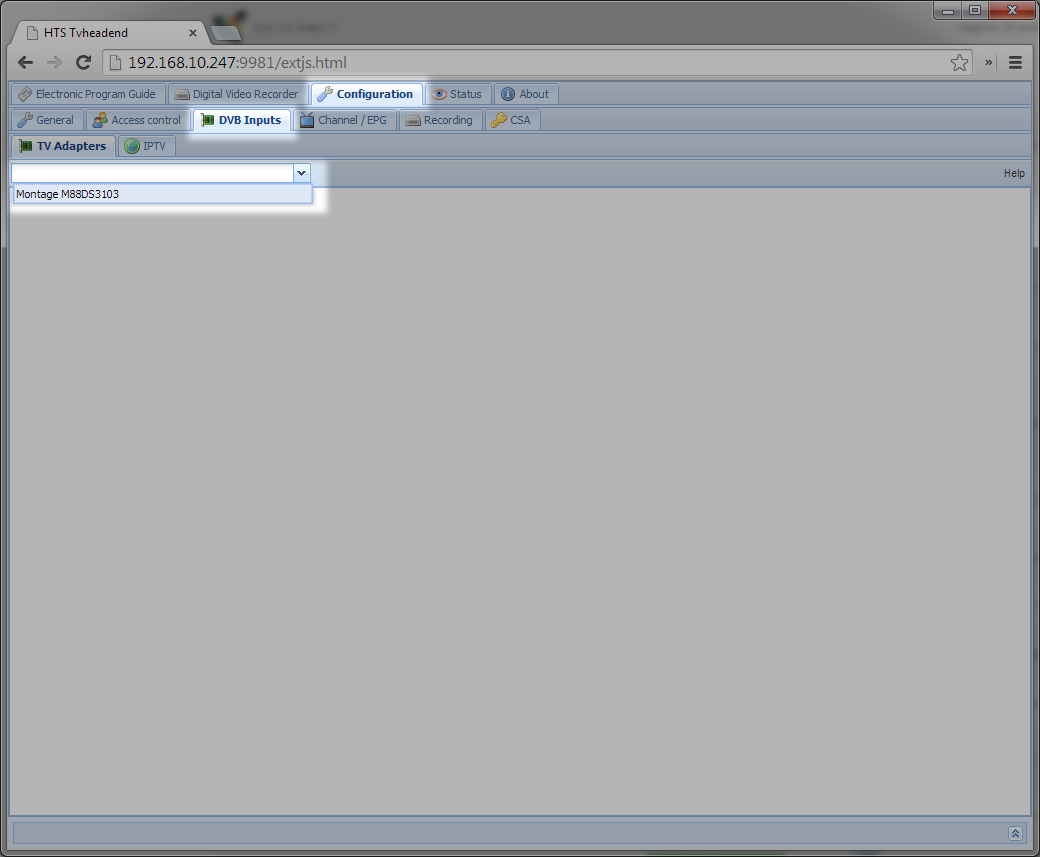 HTS Tvheadend
192.168.10.247:9981/extjs.html
Electronic Program Guide Digital Video Recorder Configuration Status About
General Access control DVB Inputs Channel / EPG Recording CSA
TV Adapters IPTV
Help
Montage M88DS3103